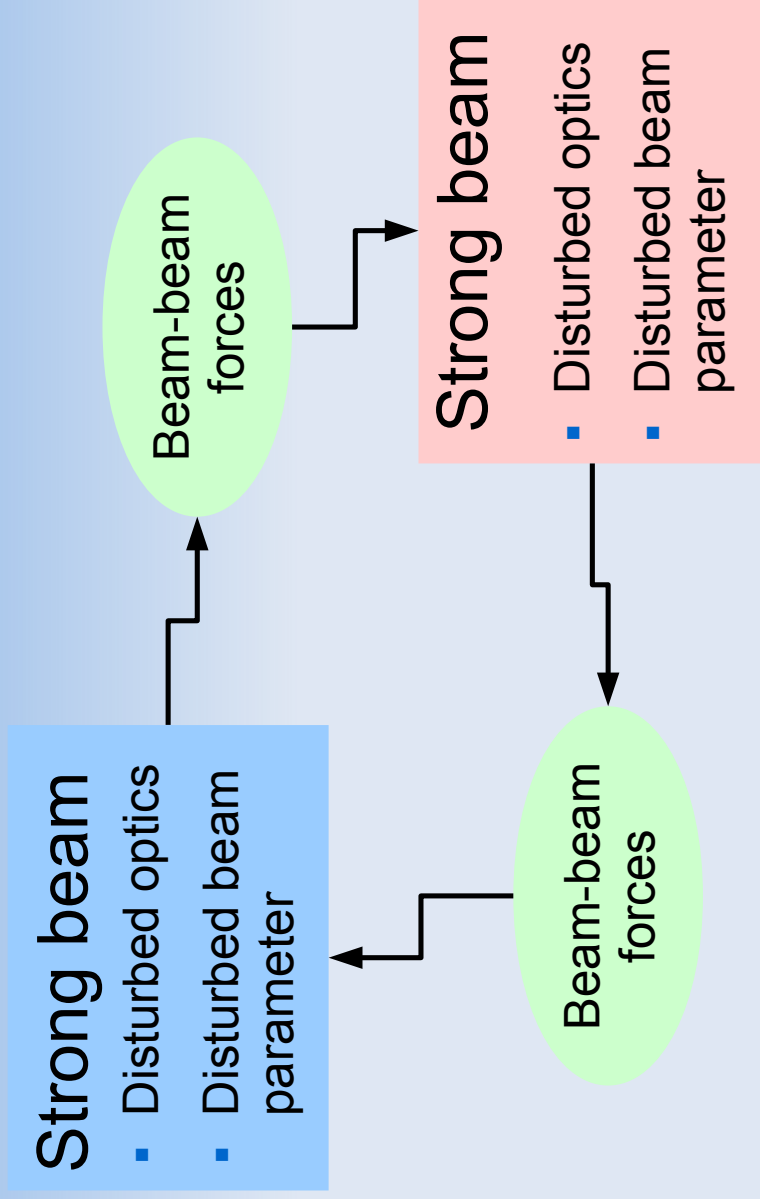 Strong beam
▪ Disturbed optics
▪ Disturbed beam
parameter
Beam-beam
forces
Strong beam
▪ Disturbed optics
▪ Disturbed beam
parameter
Beam-beam
forces